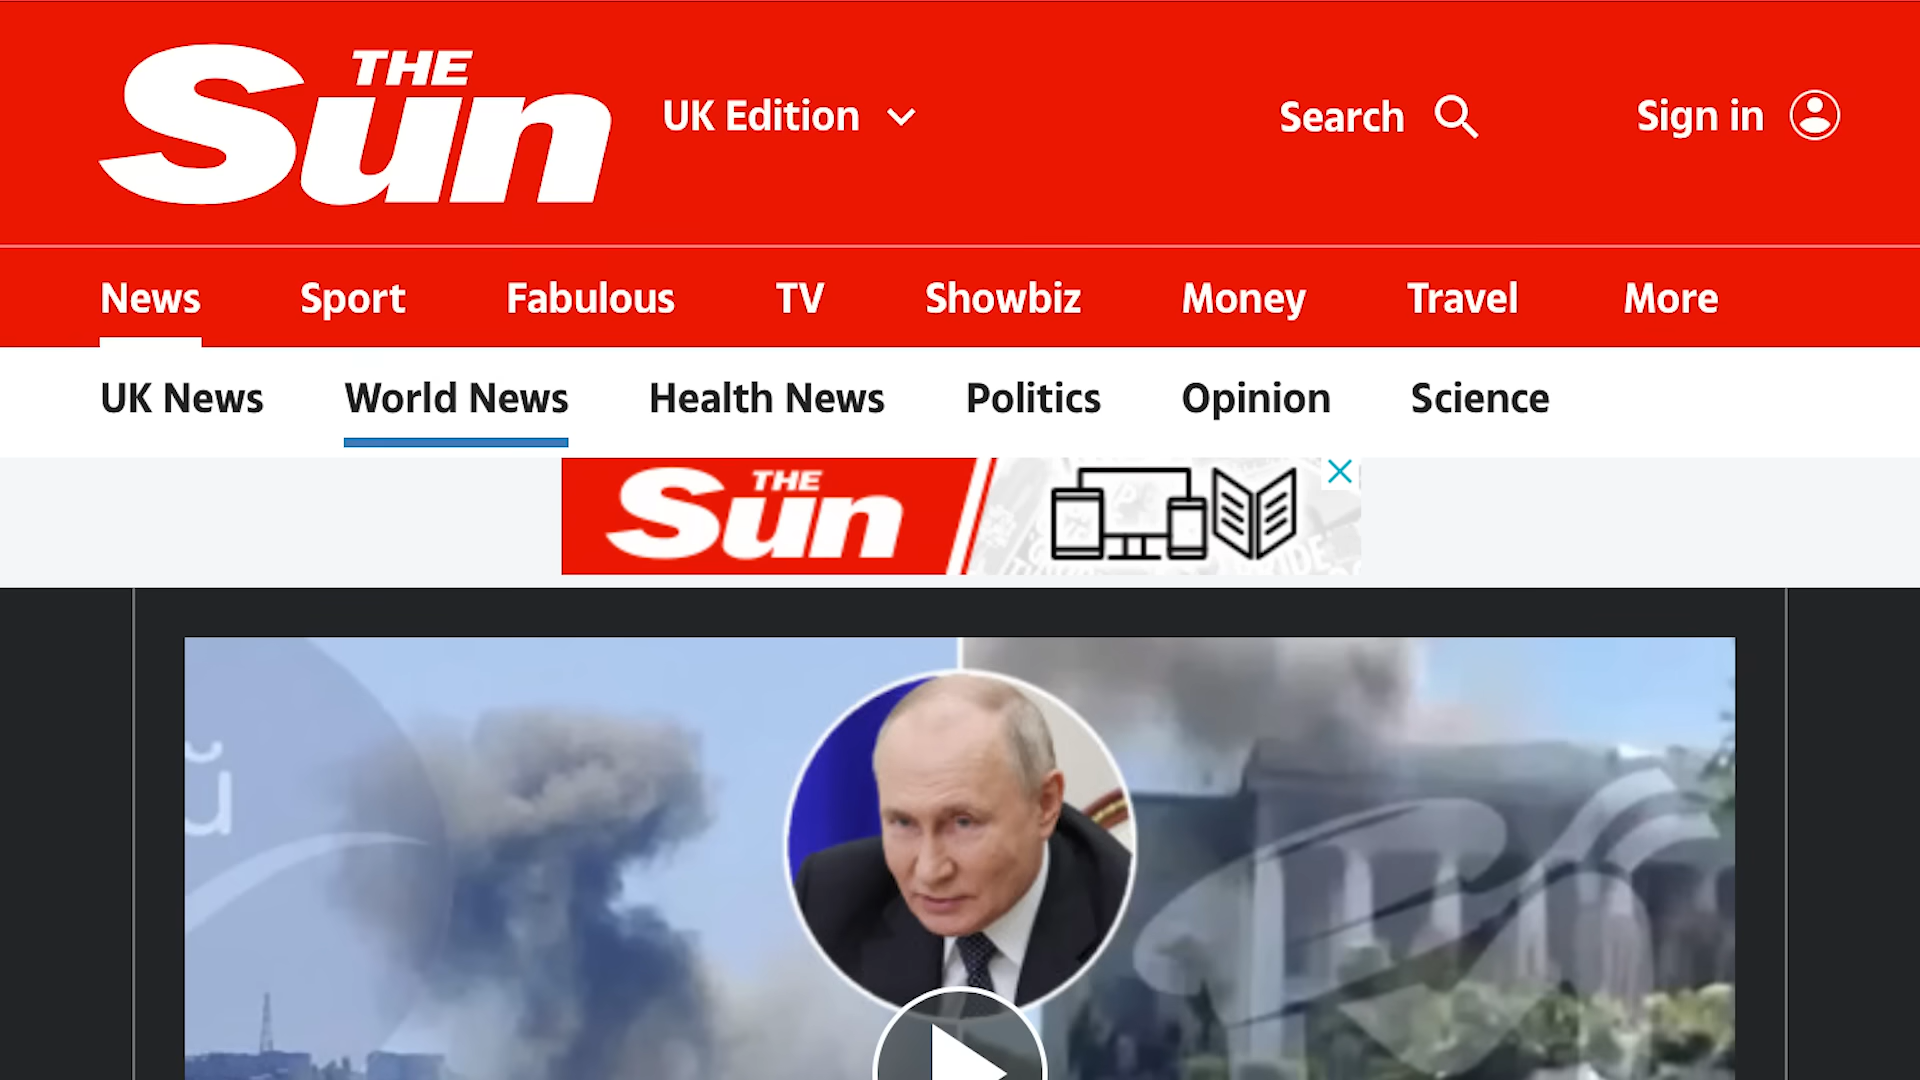 THE
Sun
UK Edition
Search
Sign in
News Sport Fabulous TV Showbiz Money Travel More
UK News World News Health News Politics Opinion Science
THE
Sun
й